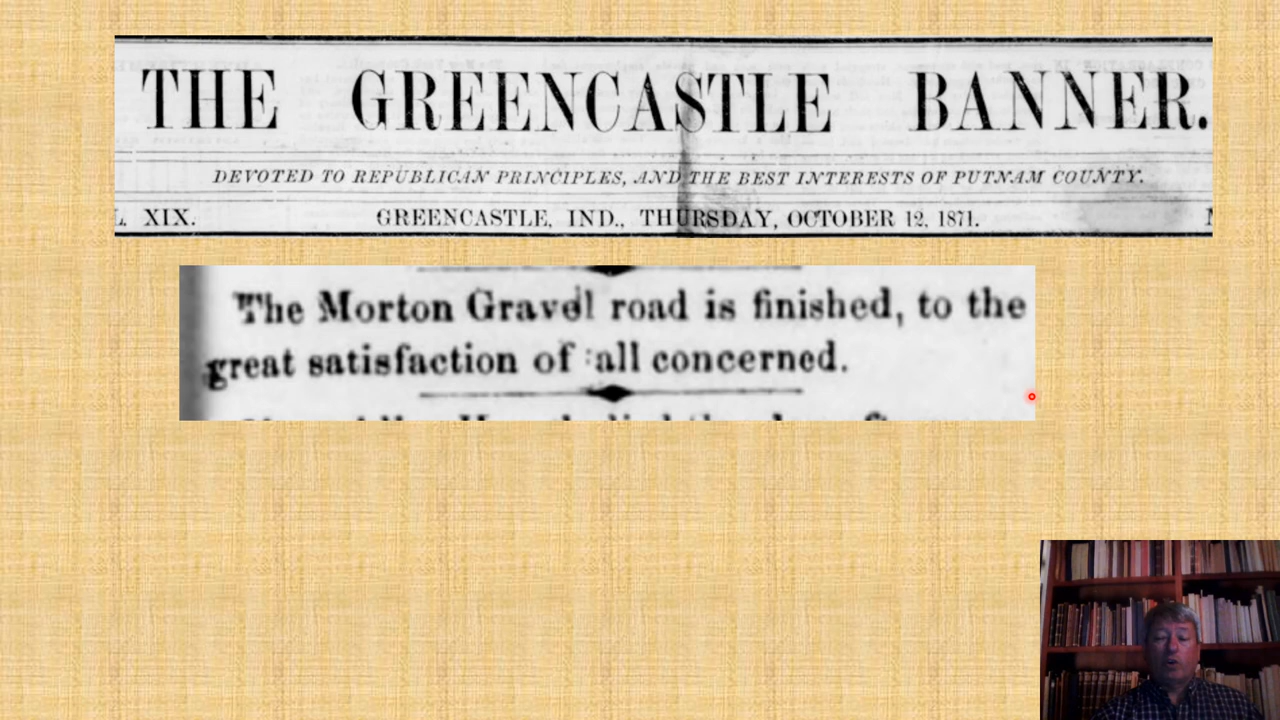 THE GREENCASTLE BANNER.
DEVOTED TO REPUBLICAN PRINCIPLES, AND THE BEST INTERESTS OF PUTNAM COUNTY.
XIX. GREENCASTLE, IND., THURSDAY, OCTOBER 12, 1871.
The Morton Gravel road is finished, to the
great satisfaction of all concerned.